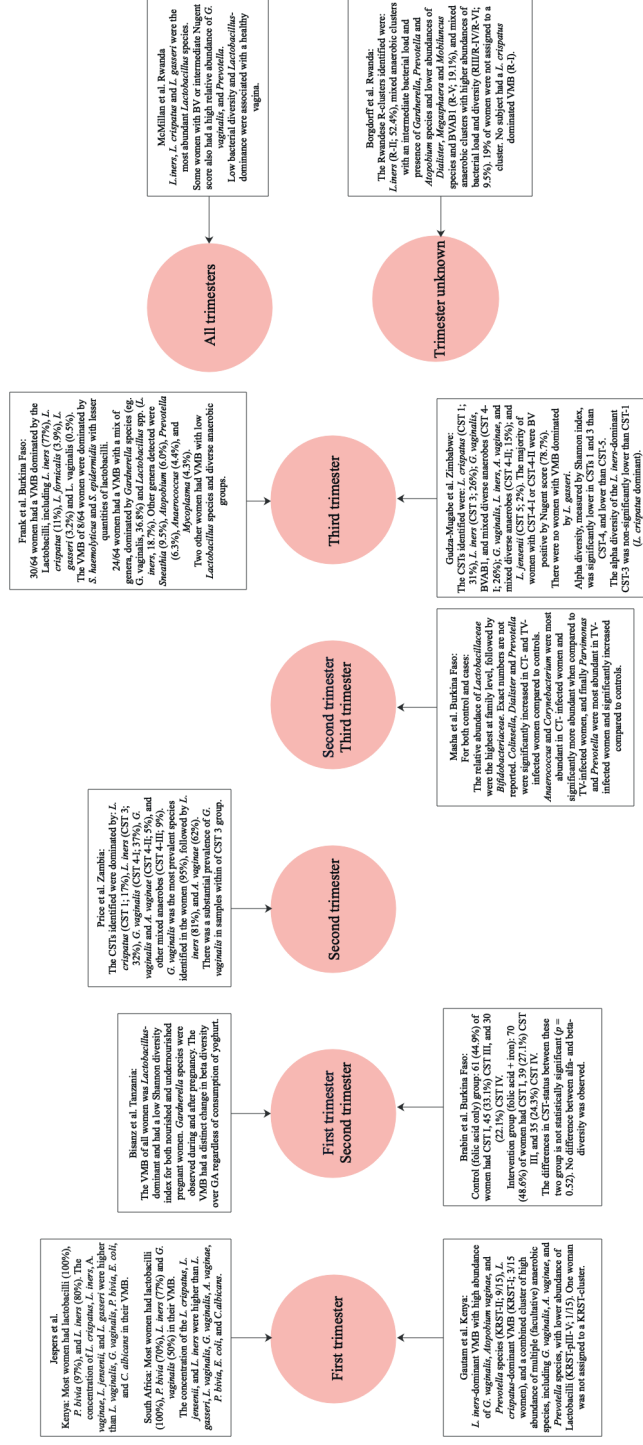 Jespers et al.
Kenya: Most women had lactobacilli (100%),
P. bivia (97%), and L. iners (80%). The
concentration of L. crispatus, L. iners, A.
vaginae, L. jensenii, and L. gasseri were higher
than L. vaginalis, G. vaginalis, P. bivia, E. coli,
and C. albicans in their VMB.
South Africa: Most women had lactobacilli
(100%), P. bivia (70%), L. iners (77%) and G.
vaginalis (50%) in their VMB.
The concentration of the L. crispatus, L.
jensenii, and L. iners were higher than L.
gasseri, L. vaginalis, G. vaginalis, A. vaginae,
P. bivia, E. coli, and C.albicans.
Bisanz et al. Tanzania:
The VMB of all women was Lactobacillus-
dominant and had a low Shannon diversity
index for both nourished and undernourished
pregnant women. Gardnerella species were
observed during and after pregnancy. The
VMB had a distinct change in beta diversity
over GA regardless of consumption of yoghurt.
Price et al. Zambia:
The CSTs identified were dominated by: L.
crispatus (CST 1; 17%), L. iners (CST 3;
32%), G. vaginalis (CST 4-I; 37%), G.
vaginalis and A. vaginae (CST 4-II; 5%), and
other mixed anaerobes (CST 4-III; 9%).
G. vaginalis was the most prevalent species
identified in the women (95%), followed by L.
iners (81%), and A. vaginae (62%).
There was a substantial prevalence of G.
vaginalis in samples within of CST 3 group.
Frank et al. Burkina Faso:
30/64 women had a VMB dominated by the
Lactobacilli, including L. iners (77%), L.
crispatus (11%), L. fornicilis (3.9%), L
gasseri (3.2%) and L. vaginalis (0.5%).
The VMB of 8/64 women were dominated by
S. haemolyticus and S. epidermidis with lesser
quantities of lactobacilli.
24/64 women had a VMB with a mix of
genera, dominated by Gardnerella species (eg.
G. vaginalis, 36.8%) and Lactobacillus spp. (L
iners, 18.7%). Other genera detected were
Sneathia (9.5%), Atopobium (6.0%), Prevotella
(6.3%), Anaerococcus (4.4%), and
Mycoplasma (4.3%).
Two other women had VMB with low
Lactobacillus species and diverse anaerobic
groups.
McMillan et al. Rwanda
L.iners, L. crispatus and L. gasseri were the
most abundant Lactobacillus species.
Some women with BV or intermediate Nugent
score also had a high relative abundance of G.
vaginalis, and Prevotella.
Low bacterial diversity and Lactobacillus-
dominance were associated with a healthy
vagina.
First trimester
First trimester
Second trimester
Second trimester
Second trimester
Third trimester
Third trimester
All trimesters
Trimester unknown
Gautam et al. Kenya:
L. iners-dominant VMB with high abundance
of G. vaginalis, Atopobium vaginae, and
Prevotella species (KRST-II; 9/15), L.
crispatus-dominant VMB (KRST-I; 3/15
women), and a combined cluster of high
abundance of multiple (facultative) anaerobic
species, including G. vaginalis, A. vaginae, and
Prevotella species, with lower abundance of
Lactobacilli (KRST-pIII-V; 1/15). One woman
was not assigned to a KRST-cluster.
Brabin et al. Burkina Faso:
Control (folic acid only) group: 61 (44.9%) of
women had CST I, 45 (33.1%) CST III, and 30
(22.1%) CST IV.
Intervention group (folic acid + iron): 70
(48.6%) of women had CST I, 39 (27.1%) CST
III, and 35 (24.3%) CST IV.
The differences in CST-status between these
two group is not statistically significant (p =
0.52). No difference between alfa- and beta-
diversity was observed.
Masha et al. Burkina Faso:
For both control and cases:
The relative abundace of Lactobacillaceae
were the highest at family level, followed by
Bifidobacteriaceae. Exact numbers are not
reported. Colinsella, Dialister and Prevotella
were significantly increased in CT- and TV-
infected women compared to controls.
Anaerococcus and Corynebacterium were most
abundant in CT- infected women and
significantly more abundant when compared to
TV-infected women, and finally Parvimonas
and Prevotella were most abundant in TV-
infected women and significantly increased
compared to controls.
Gudza-Mugabe et al. Zimbabwe:
The CSTs identified were: L. crispatus (CST 1;
31%), L. iners (CST 3; 26%); G. vaginalis,
BVAB1, and mixed diverse anaerobes (CST 4-
I; 26%); G. vaginalis, L. iners, A. vaginae, and
mixed diverse anaerobes (CST 4-II; 15%); and
L. jensenii (CST 5; 2%). The majority of
women with CST-4-I or CST-4-II were BV
positive by Nugent score (78.7%).
There were no women with VMB dominated
by L. gasseri.
Alpha diversity, measured by Shannon index,
was significantly lower in CSTs 1 and 3 than
CST-4, and lower than CST-5.
The alpha diversity of the L. iners-dominant
CST-3 was non-significantly lower than CST-1
(L. crispatus dominant).
Borgdorff et al. Rwanda:
The Rwandese R-clusters identified were:
L.iners (R-II; 52.4%), mixed anaerobic clusters
with an intermediate bacterial load and
presence of Gardnerella, Prevotella and
Atopobium species and lower abundances of
Dialister, Megasphaera and Mobiluncus
species and BVAB1 (R-V; 19.1%), and mixed
anaerobic clusters with higher abundances of
bacterial load and diversity (RIII/R-IV/R-VI;
9.5%). 19% of women were not assigned to a
cluster. No subject had a L. crispatus
dominated VMB (R-I).